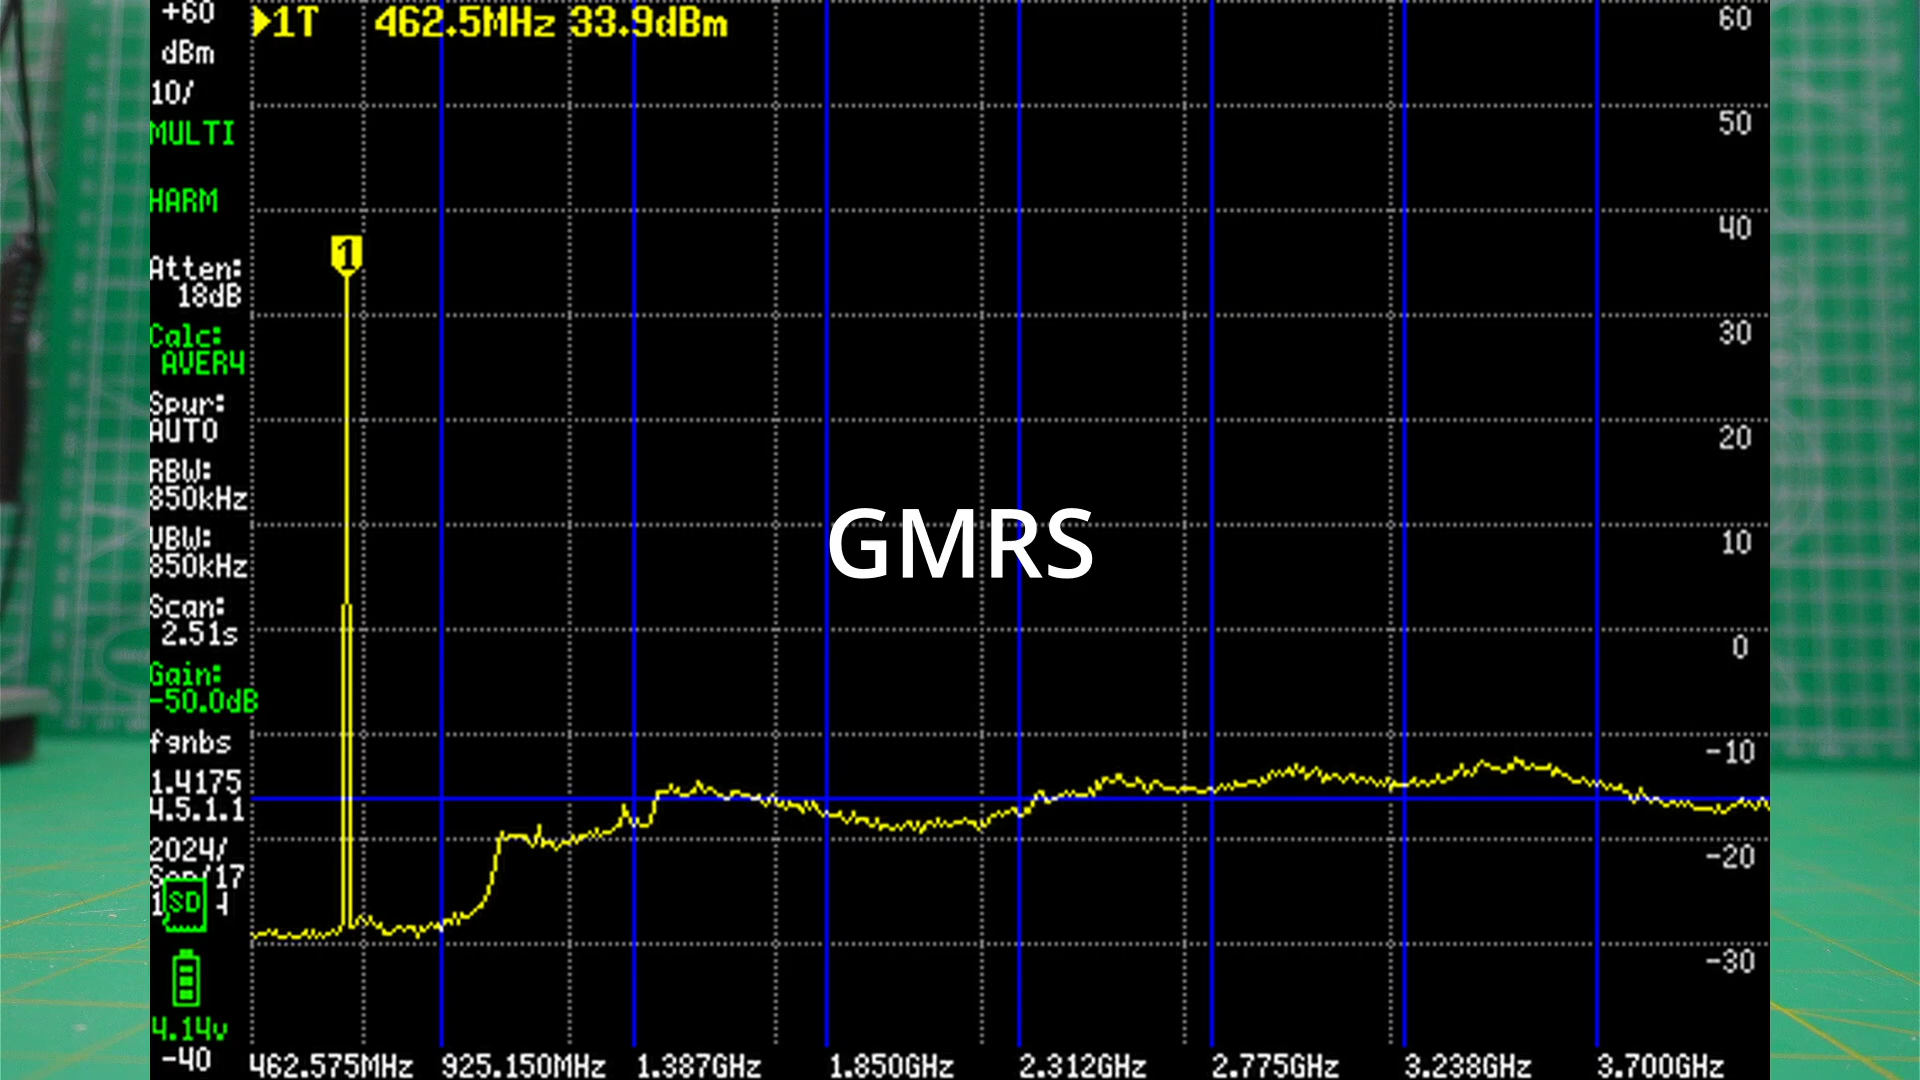 +60
dBm
10/
MULTI
HARM
Atten:
18dB
Calc:
AVER4
Spur:
AUTO
RBW:
850kHz
VBW:
850kHz
Scan:
2.51s
Gain:
-50.0dB
fgnbs
1.4175
4.5.1.1
2024/
Sep/17
SD
4.14v
-40
1T 462.5MHz 33.9dBm
1
GMRS
60
50
40
30
20
10
0
-10
-20
-30
462.575MHz 925.150MHz 1.387GHz 1.850GHz 2.312GHz 2.775GHz 3.238GHz 3.700GHz